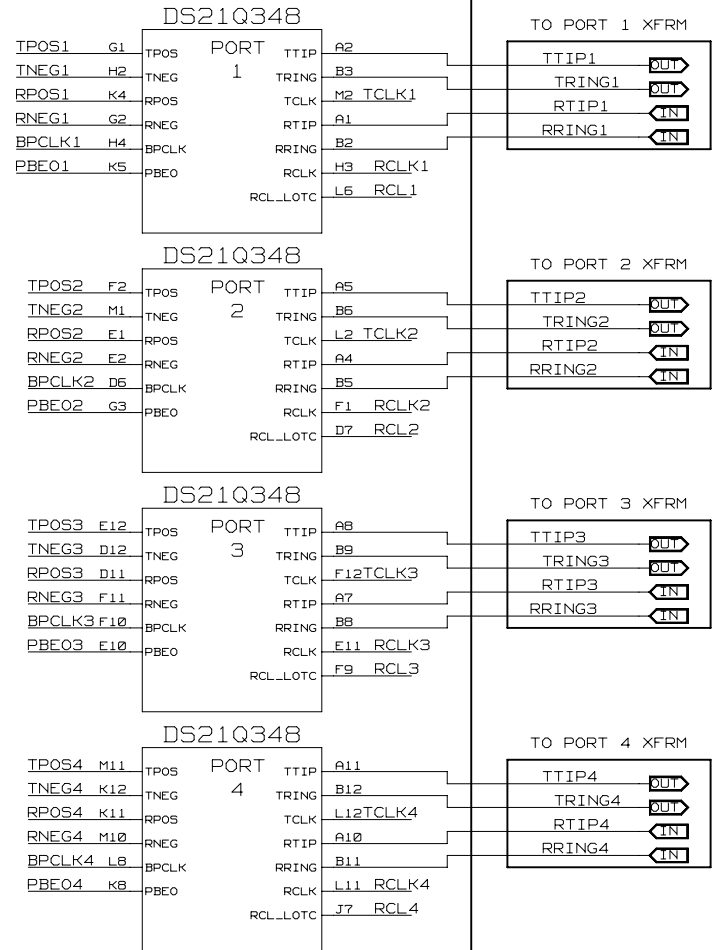 DS21Q348
TO PORT 1 XFRM
TPOS1 G1 TPOS PORT TTIP A2 TTIP1 OUT
TNEG1 H2 TNEG 1 TRING B3 TRING1 OUT
RPOS1 K4 RPOS TCLK M2 TCLK1 RTIP1 IN
RNEG1 G2 RNEG RTIP A1 RRING1 IN
BPCLK1 H4 BPCLK RRING B2
PBEO1 K5 PBEO RCLK H3 RCLK1
RCL_LOTC L6 RCL1
DS21Q348
TO PORT 2 XFRM
TPOS2 F2 TPOS PORT TTIP A5 TTIP2 OUT
TNEG2 M1 TNEG 2 TRING B6 TRING2 OUT
RPOS2 E1 RPOS TCLK L2 TCLK2 RTIP2 IN
RNEG2 E2 RNEG RTIP A4 RRING2 IN
BPCLK2 D6 BPCLK RRING B5
PBEO2 G3 PBEO RCLK F1 RCLK2
RCL_LOTC D7 RCL2
DS21Q348
TO PORT 3 XFRM
TPOS3 E12 TPOS PORT TTIP A8 TTIP3 OUT
TNEG3 D12 TNEG 3 TRING B9 TRING3 OUT
RPOS3 D11 RPOS TCLK F12 TCLK3 RTIP3 IN
RNEG3 F11 RNEG RTIP A7 RRING3 IN
BPCLK3 F10 BPCLK RRING B8
PBEO3 E10 PBEO RCLK E11 RCLK3
RCL_LOTC F9 RCL3
DS21Q348
TO PORT 4 XFRM
TPOS4 M11 TPOS PORT TTIP A11 TTIP4 OUT
TNEG4 K12 TNEG 4 TRING B12 TRING4 OUT
RPOS4 K11 RPOS TCLK L12 TCLK4 RTIP4 IN
RNEG4 M10 RNEG RTIP A10 RRING4 IN
BPCLK4 L8 BPCLK RRING B11
PBEO4 K8 PBEO RCLK L11 RCLK4
RCL_LOTC J7 RCL4